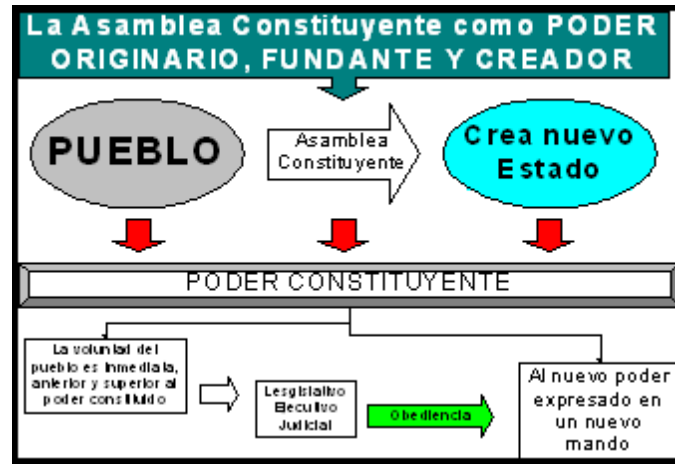 La Asamblea Constituyente como PODER
ORIGINARIO, FUNDANTE Y CREADOR
PUEBLO
Asamblea
Constituyente
Crea nuevo
Estado
PODER CONSTITUYENTE
La voluntad del
pueblo es inmediata,
anterior y superior al
poder constituido
Lesgislativo
Ejecutivo
Judicial
Obediencia
Al nuevo poder
expresado en
un nuevo
mando